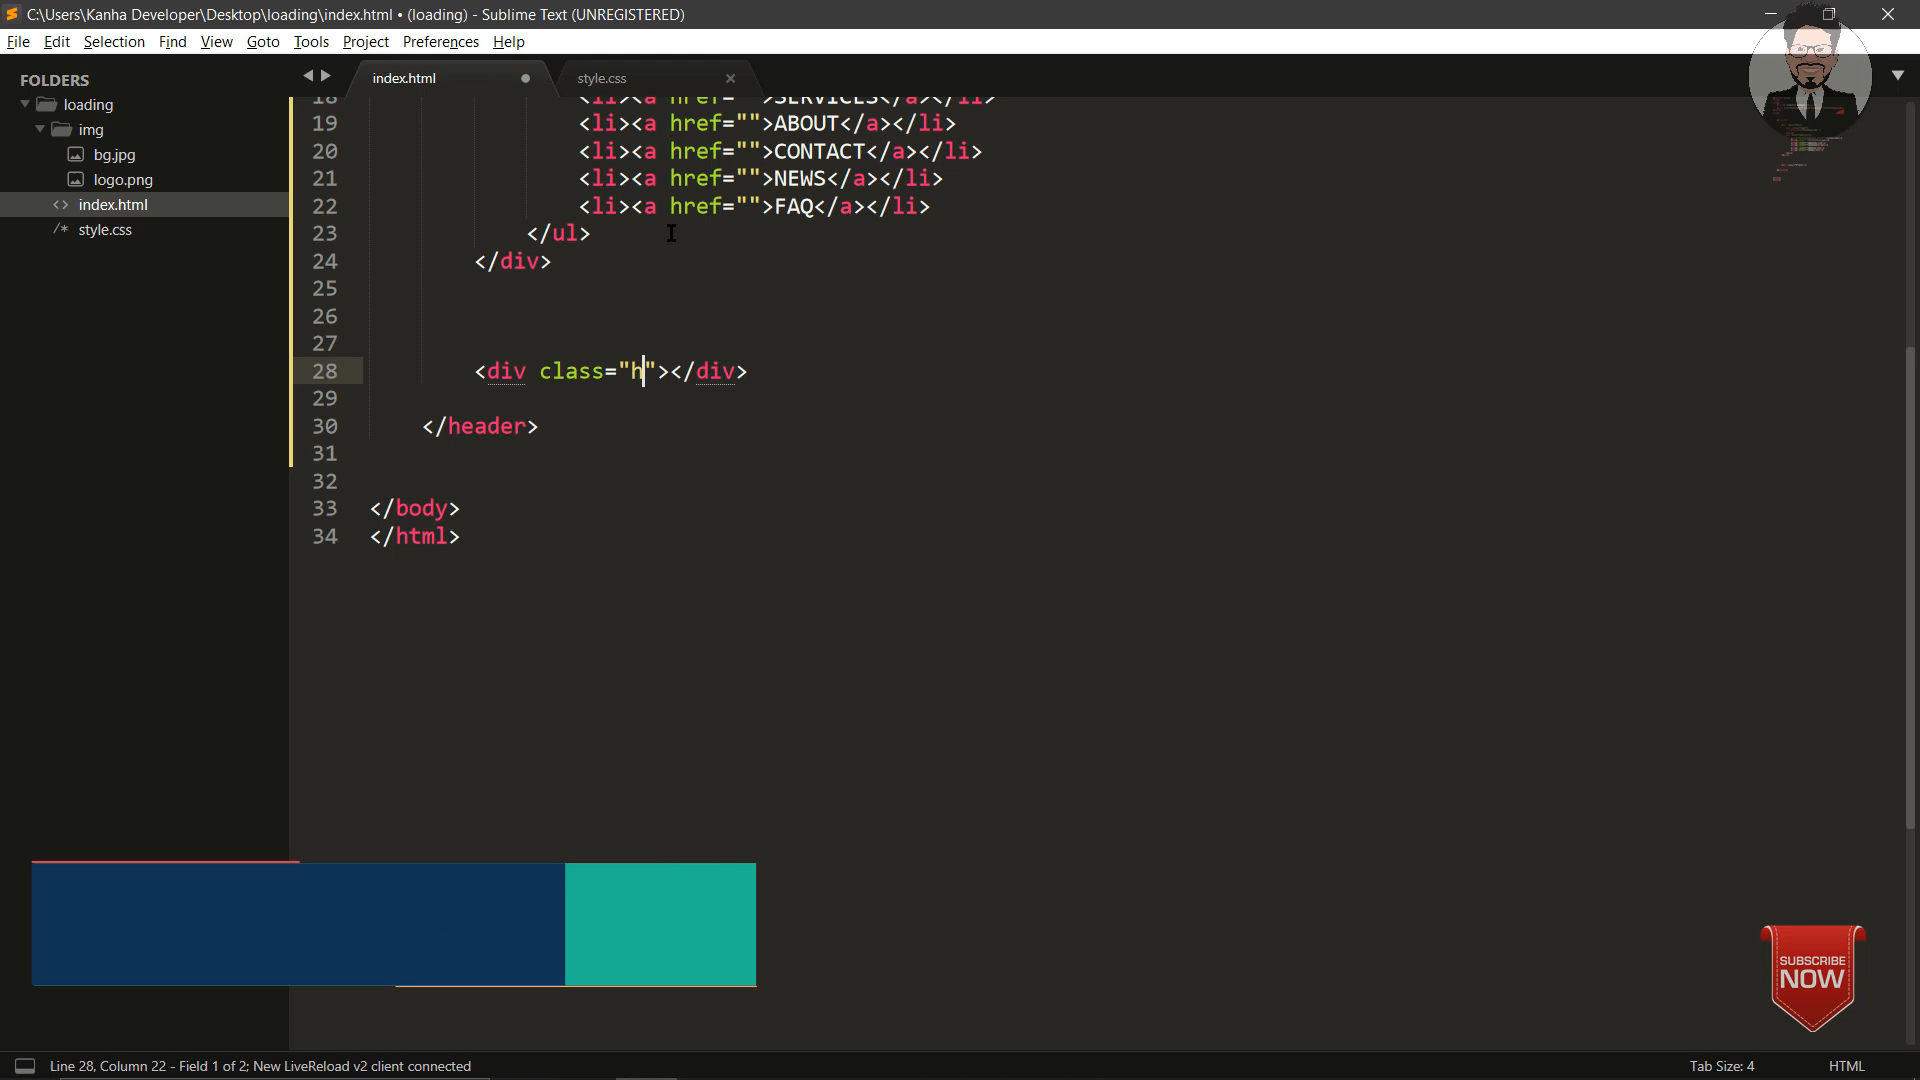 C:\Users\Kanha Developer\Desktop\loading\index.html • (loading) - Sublime Text (UNREGISTERED)
File Edit Selection Find View Goto Tools Project Preferences Help
FOLDERS
loading
img
bg.jpg
logo.png
index.html
style.css
index.html
style.css
18 <li><a href="">SERVICES</a></li>
19 <li><a href="">ABOUT</a></li>
20 <li><a href="">CONTACT</a></li>
21 <li><a href="">NEWS</a></li>
22 <li><a href="">FAQ</a></li>
23 </ul>
24 </div>
25
26
27
28 <div class="h"></div>
29
30 </header>
31
32
33 </body>
34 </html>
SUBSCRIBE
NOW
Line 28, Column 22 - Field 1 of 2; New LiveReload v2 client connected
Tab Size: 4
HTML